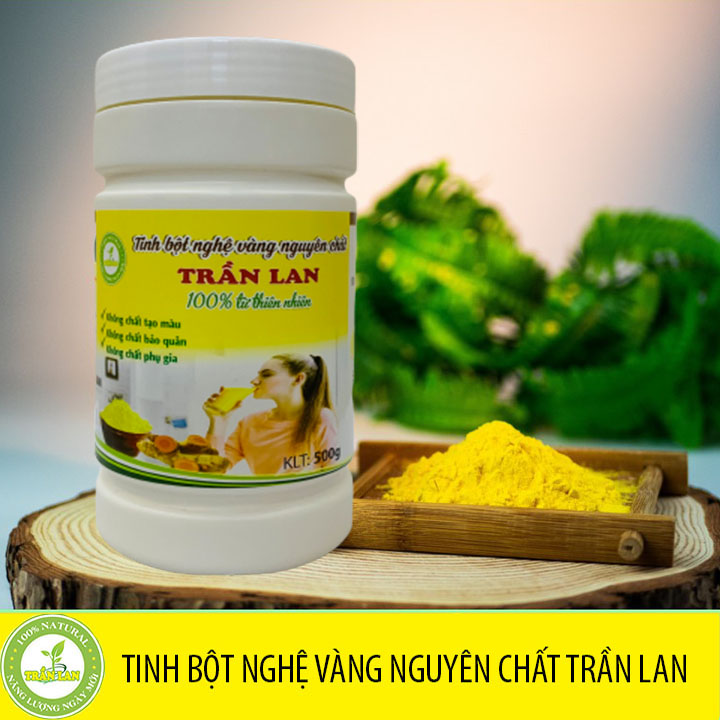 Tinh bột nghệ vàng nguyên chất
TRẦN LAN
100% từ thiên nhiên
Không chất tạo màu
Không chất bảo quản
Không chất phụ gia
KLT: 500g
100% NATURAL
TRẦN LAN
NĂNG LƯỢNG NGÀY MỚI
TINH BỘT NGHỆ VÀNG NGUYÊN CHẤT TRẦN LAN